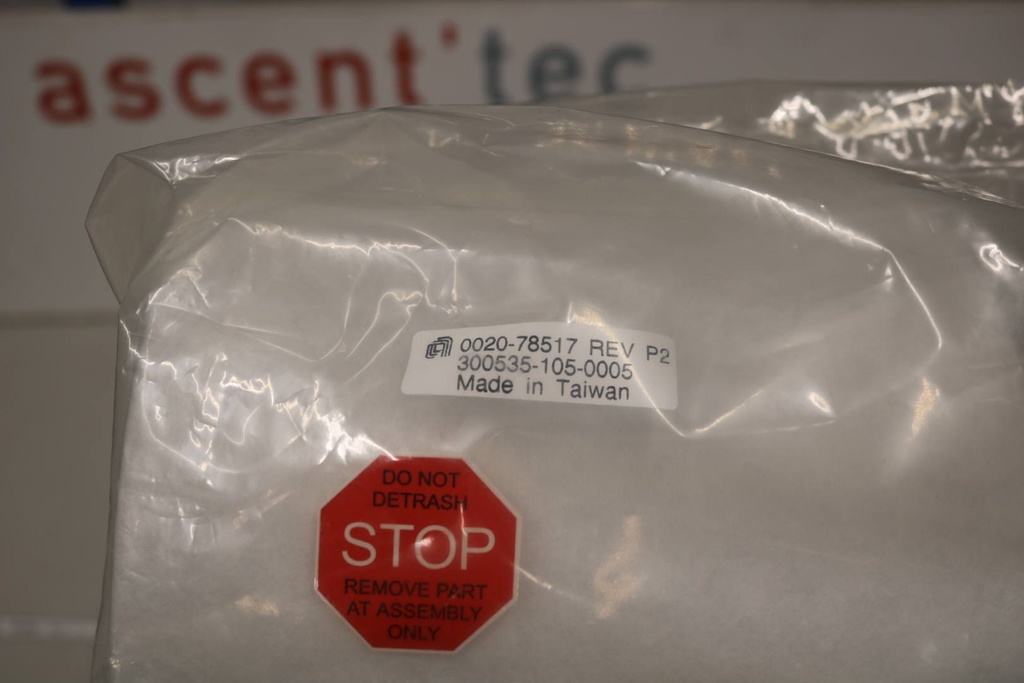 ascent'tec
0020-78517 REV P2
300535-105-0005
Made in Taiwan
DO NOT
DETRASH
STOP
REMOVE PART
AT ASSEMBLY
ONLY